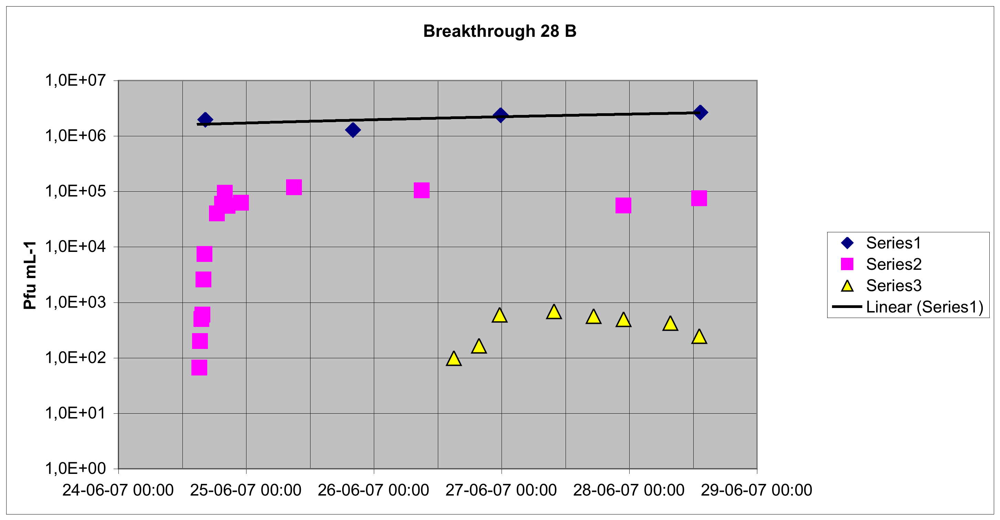 Breakthrough 28 B
1,0E+07
1,0E+06
1,0E+05
1,0E+04
1,0E+03
1,0E+02
1,0E+01
1,0E+00
Pfu mL-1
24-06-07 00:00 25-06-07 00:00 26-06-07 00:00 27-06-07 00:00 28-06-07 00:00 29-06-07 00:00
Series1
Series2
Series3
Linear (Series1)